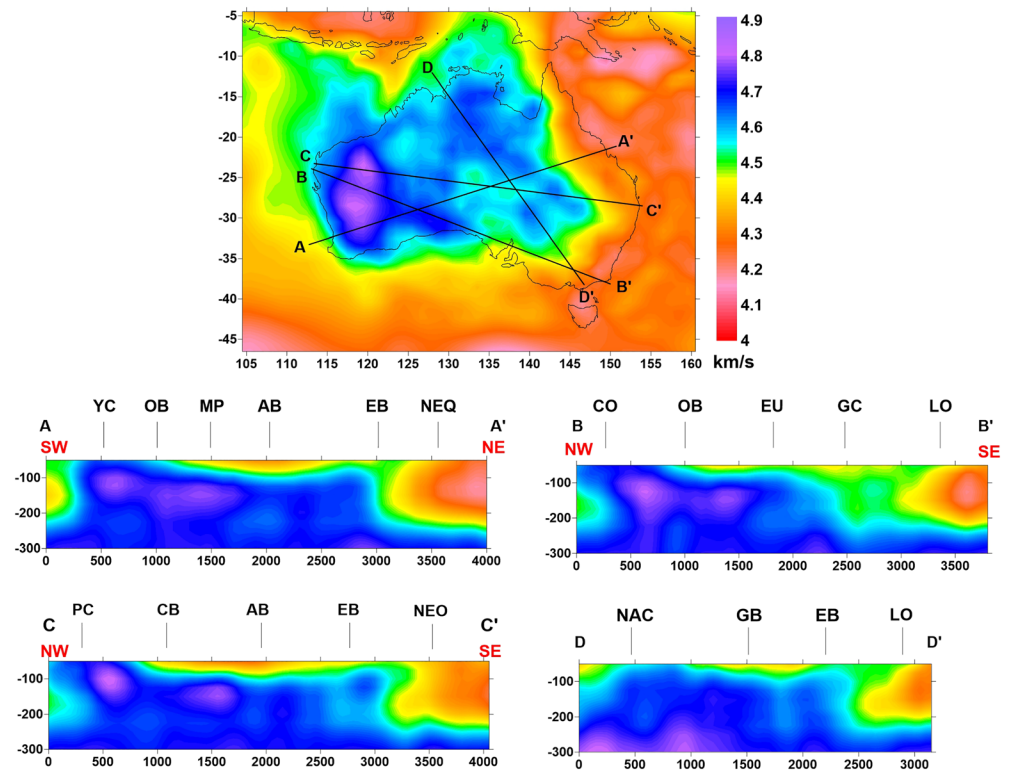 -5
-10
-15
-20
-25
-30
-35
-40
-45
105 110 115 120 125 130 135 140 145 150 155 160
D
C
B
A
A'
C'
B'
D'
4.9
4.8
4.7
4.6
4.5
4.4
4.3
4.2
4.1
4
km/s
YC OB MP AB EB NEQ
A A'
SW NE
-100
-200
-300
0 500 1000 1500 2000 2500 3000 3500 4000
CO OB EU GC LO
B B'
NW SE
-100
-200
-300
0 500 1000 1500 2000 2500 3000 3500
PC CB AB EB NEO
C C'
NW SE
-100
-200
-300
0 500 1000 1500 2000 2500 3000 3500 4000
NAC GB EB LO
D D'
-100
-200
-300
0 500 1000 1500 2000 2500 3000